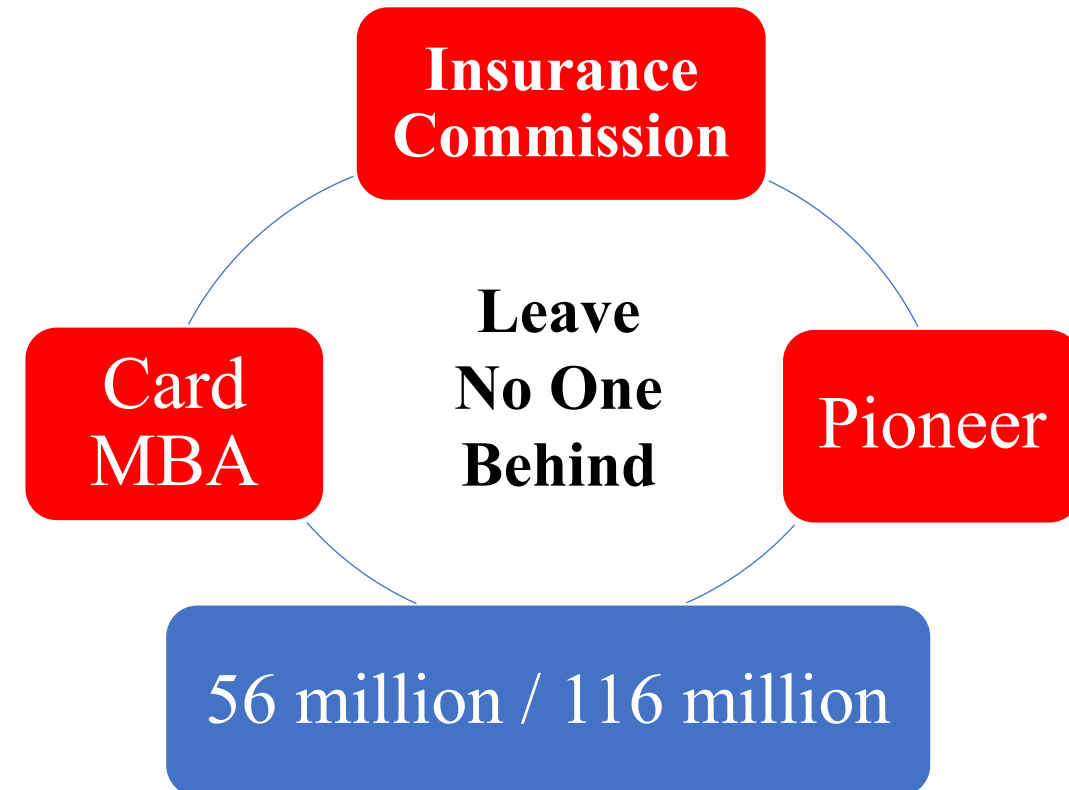 Insurance
Commission
Leave
No One
Behind
Card
MBA
Pioneer
56 million / 116 million